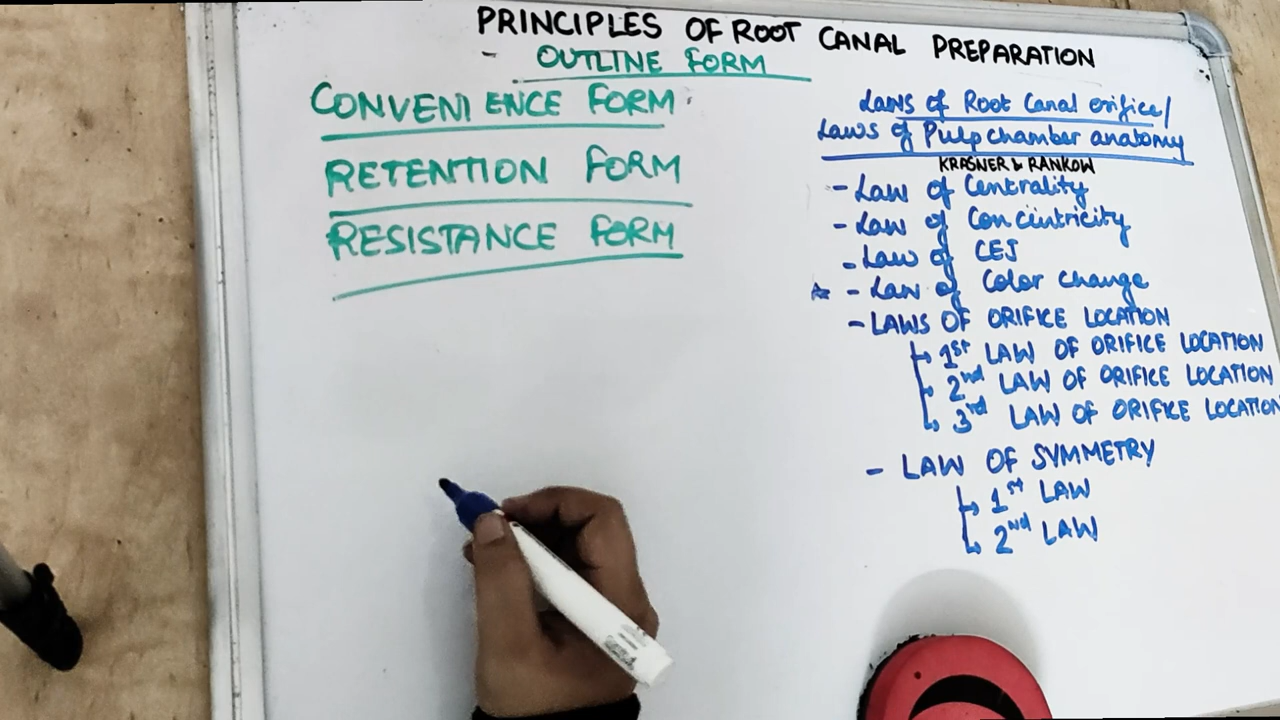 PRINCIPLES OF ROOT CANAL PREPARATION
- OUTLINE FORM
CONVENIENCE FORM
RETENTION FORM
RESISTANCE FORM
Laws of Root Canal orifice/
Laws of Pulp chamber anatomy
KRASNER & RANKOW
- Law of Centrality
- Law of Concintricity
- Law of CEJ
- Law of Color change
- LAWS OF ORIFICE LOCATION
1st LAW OF ORIFICE LOCATION
2nd LAW OF ORIFICE LOCATION
3rd LAW OF ORIFICE LOCATION
- LAW OF SYMMETRY
1st LAW
2nd LAW